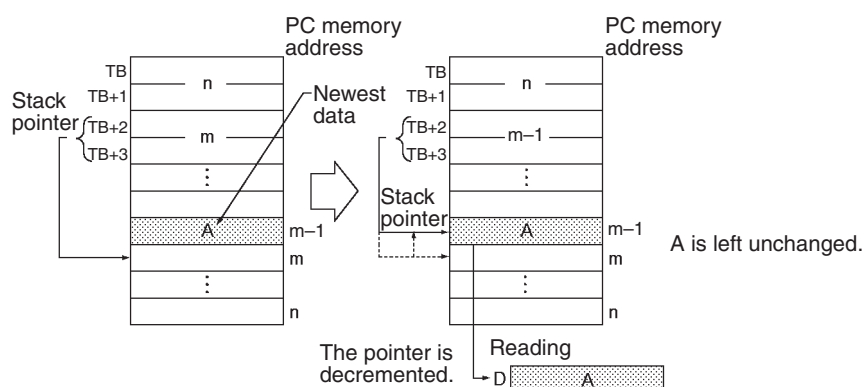 PC memory
address
TB
n
TB+1
Stack
pointer
TB+2
m
TB+3
Newest
data
A
m–1
m
n
PC memory
address
TB
n
TB+1
TB+2
m–1
TB+3
Stack
pointer
A
m–1
m
n
A is left unchanged.
The pointer is
decremented.
Reading
D
A